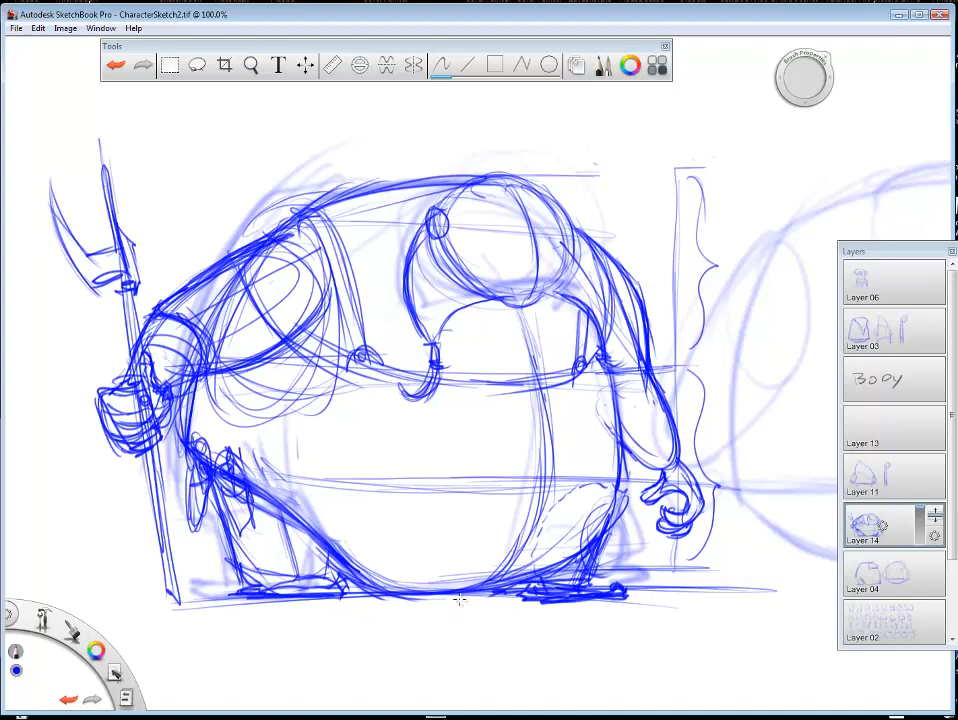 Autodesk SketchBook Pro - CharacterSketch2.tif @ 100.0%
File Edit Image Window Help
Tools
T
Brush Properties
Layers
Layer 06
Layer 03
BODY
Layer 13
Layer 11
Layer 14
Layer 04
Layer 02